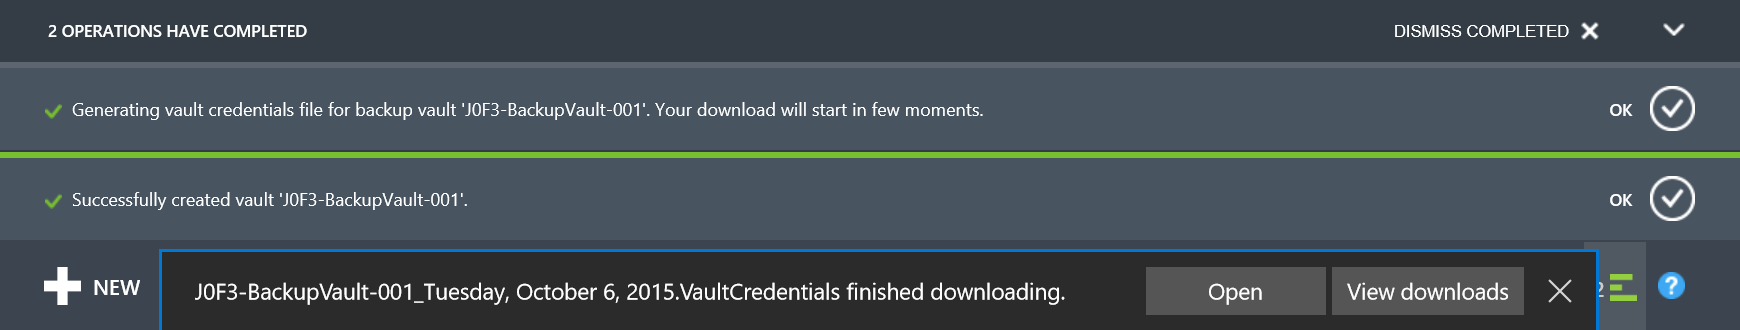 2 OPERATIONS HAVE COMPLETED
DISMISS COMPLETED
Generating vault credentials file for backup vault 'J0F3-BackupVault-001'. Your download will start in few moments.
OK
Successfully created vault 'J0F3-BackupVault-001'.
OK
NEW
J0F3-BackupVault-001_Tuesday, October 6, 2015.VaultCredentials finished downloading.
Open
View downloads
2
?